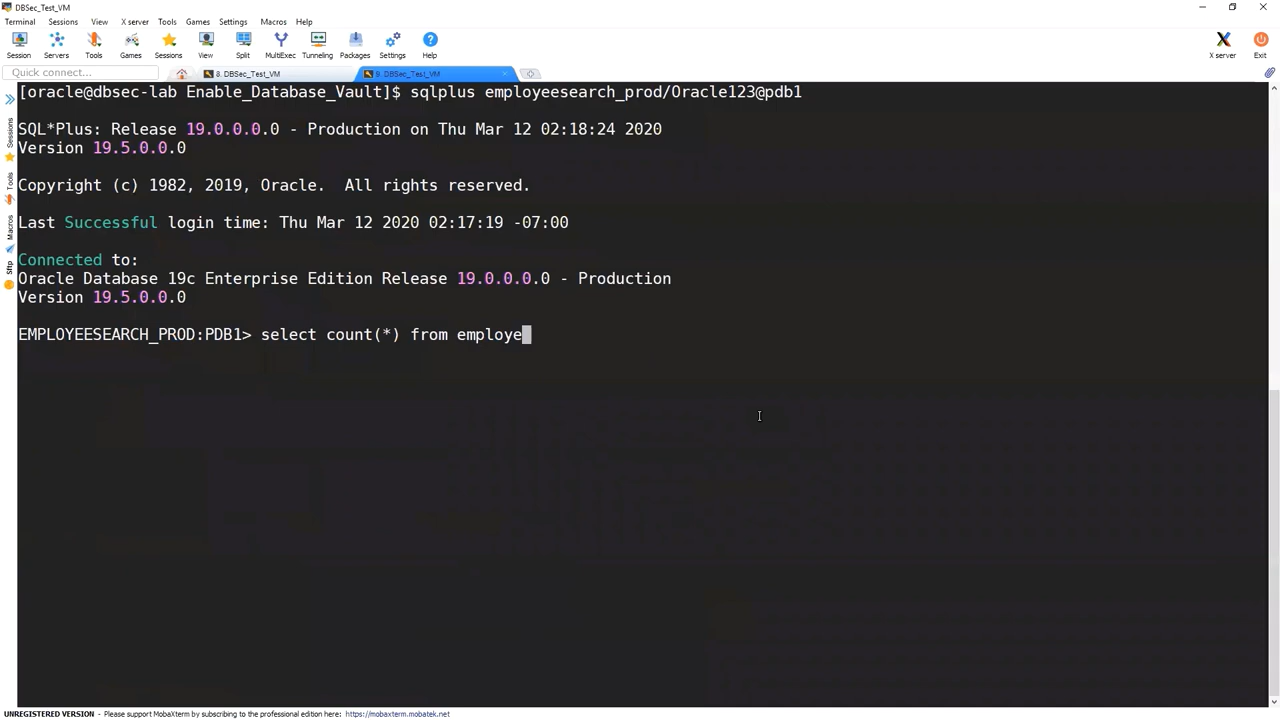 DBSec_Test_VM
Terminal Sessions View X server Tools Games Settings Macros Help
Session Servers Tools Games Sessions View Split MultiExec Tunneling Packages Settings Help X server Exit
Quick connect... 8. DBSec_Test_VM 9. DBSec_Test_VM
Sessions
Tools
Macros
Sftp
[oracle@dbsec-lab Enable_Database_Vault]$ sqlplus employeesearch_prod/Oracle123@pdb1
SQL*Plus: Release 19.0.0.0.0 - Production on Thu Mar 12 02:18:24 2020
Version 19.5.0.0.0
Copyright (c) 1982, 2019, Oracle.  All rights reserved.
Last Successful login time: Thu Mar 12 2020 02:17:19 -07:00
Connected to:
Oracle Database 19c Enterprise Edition Release 19.0.0.0.0 - Production
Version 19.5.0.0.0
EMPLOYEESEARCH_PROD:PDB1> select count(*) from employe
UNREGISTERED VERSION - Please support MobaXterm by subscribing to the professional edition here: https://mobaxterm.mobatek.net